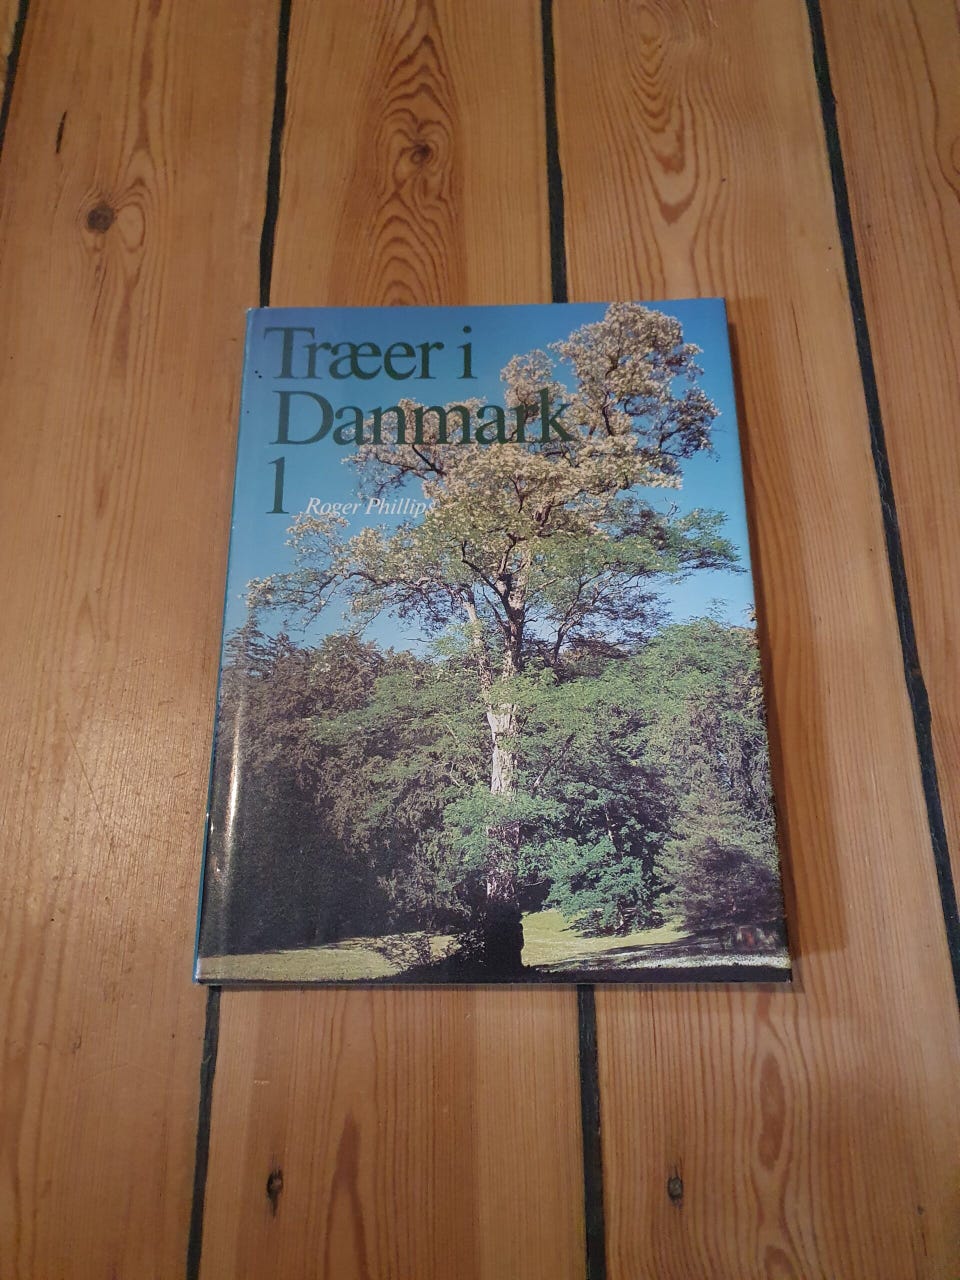 Træer i
Danmark
1
Roger Phillips